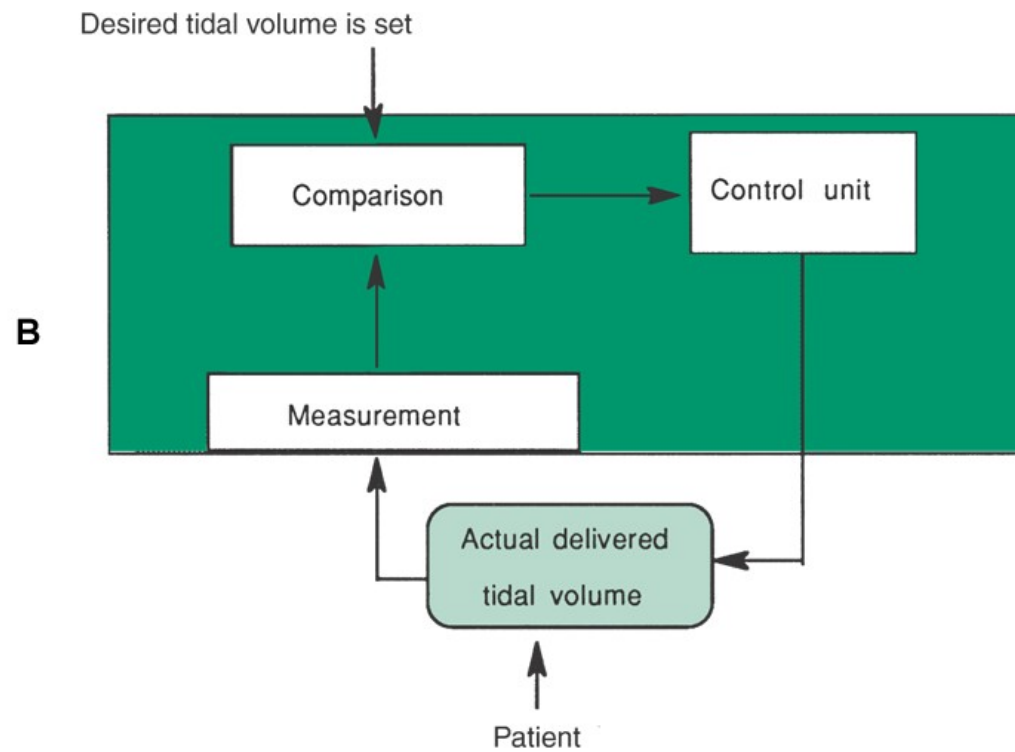 Desired tidal volume is set
Comparison
Control unit
B
Measurement
Actual delivered
tidal volume
Patient